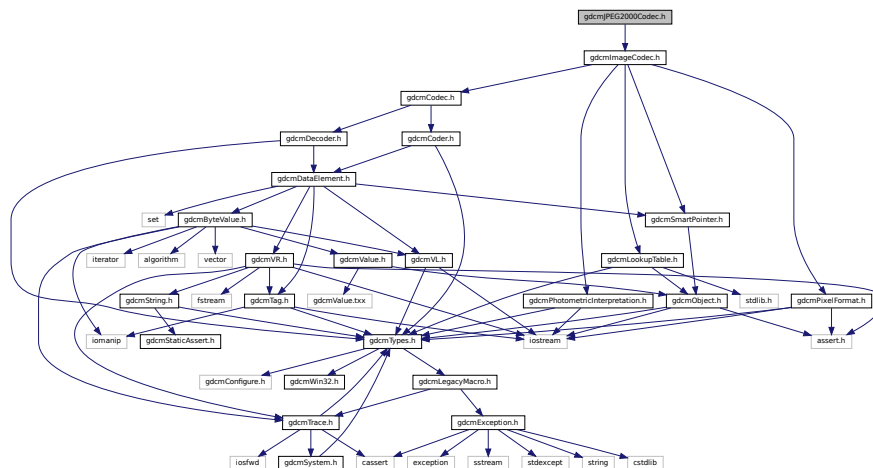 gdcmJPEG2000Codec.h
gdcmImageCodec.h
gdcmCodec.h
gdcmDecoder.h
gdcmCoder.h
gdcmDataElement.h
set
gdcmByteValue.h
gdcmSmartPointer.h
iterator
algorithm
vector
gdcmVR.h
gdcmValue.h
gdcmVL.h
gdcmLookupTable.h
gdcmString.h
fstream
gdcmTag.h
gdcmValue.txx
gdcmPhotometricInterpretation.h
gdcmObject.h
stdlib.h
gdcmPixelFormat.h
iomanip
gdcmStaticAssert.h
gdcmTypes.h
iostream
assert.h
gdcmConfigure.h
gdcmWin32.h
gdcmLegacyMacro.h
gdcmTrace.h
gdcmException.h
iosfwd
gdcmSystem.h
cassert
exception
sstream
stdexcept
string
cstdlib